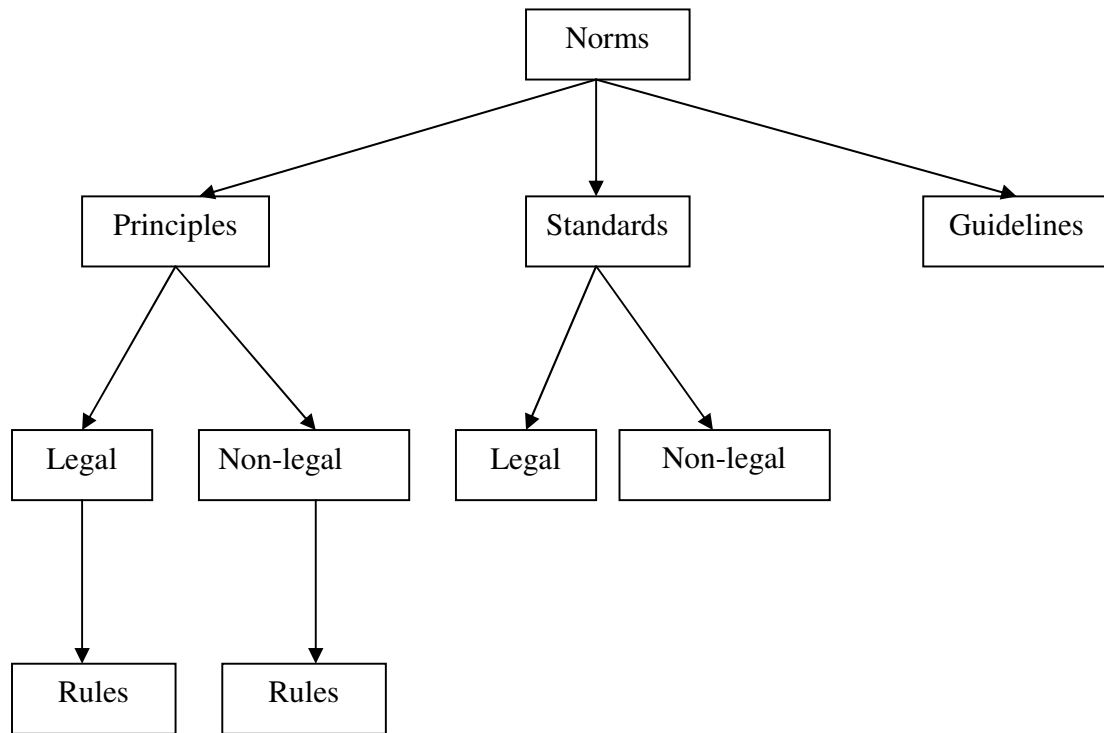 Norms
Principles
Standards
Guidelines
Legal
Non-legal
Legal
Non-legal
Rules
Rules